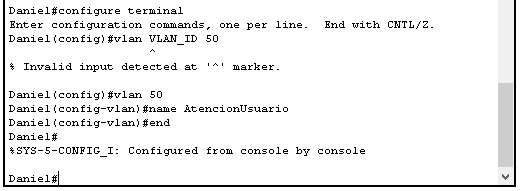 Daniel#configure terminal
Enter configuration commands, one per line.  End with CNTL/Z.
Daniel(config)#vlan VLAN_ID 50
^
% Invalid input detected at '^' marker.
Daniel(config)#vlan 50
Daniel(config-vlan)#name AtencionUsuario
Daniel(config-vlan)#end
Daniel#
%SYS-5-CONFIG_I: Configured from console by console
Daniel#